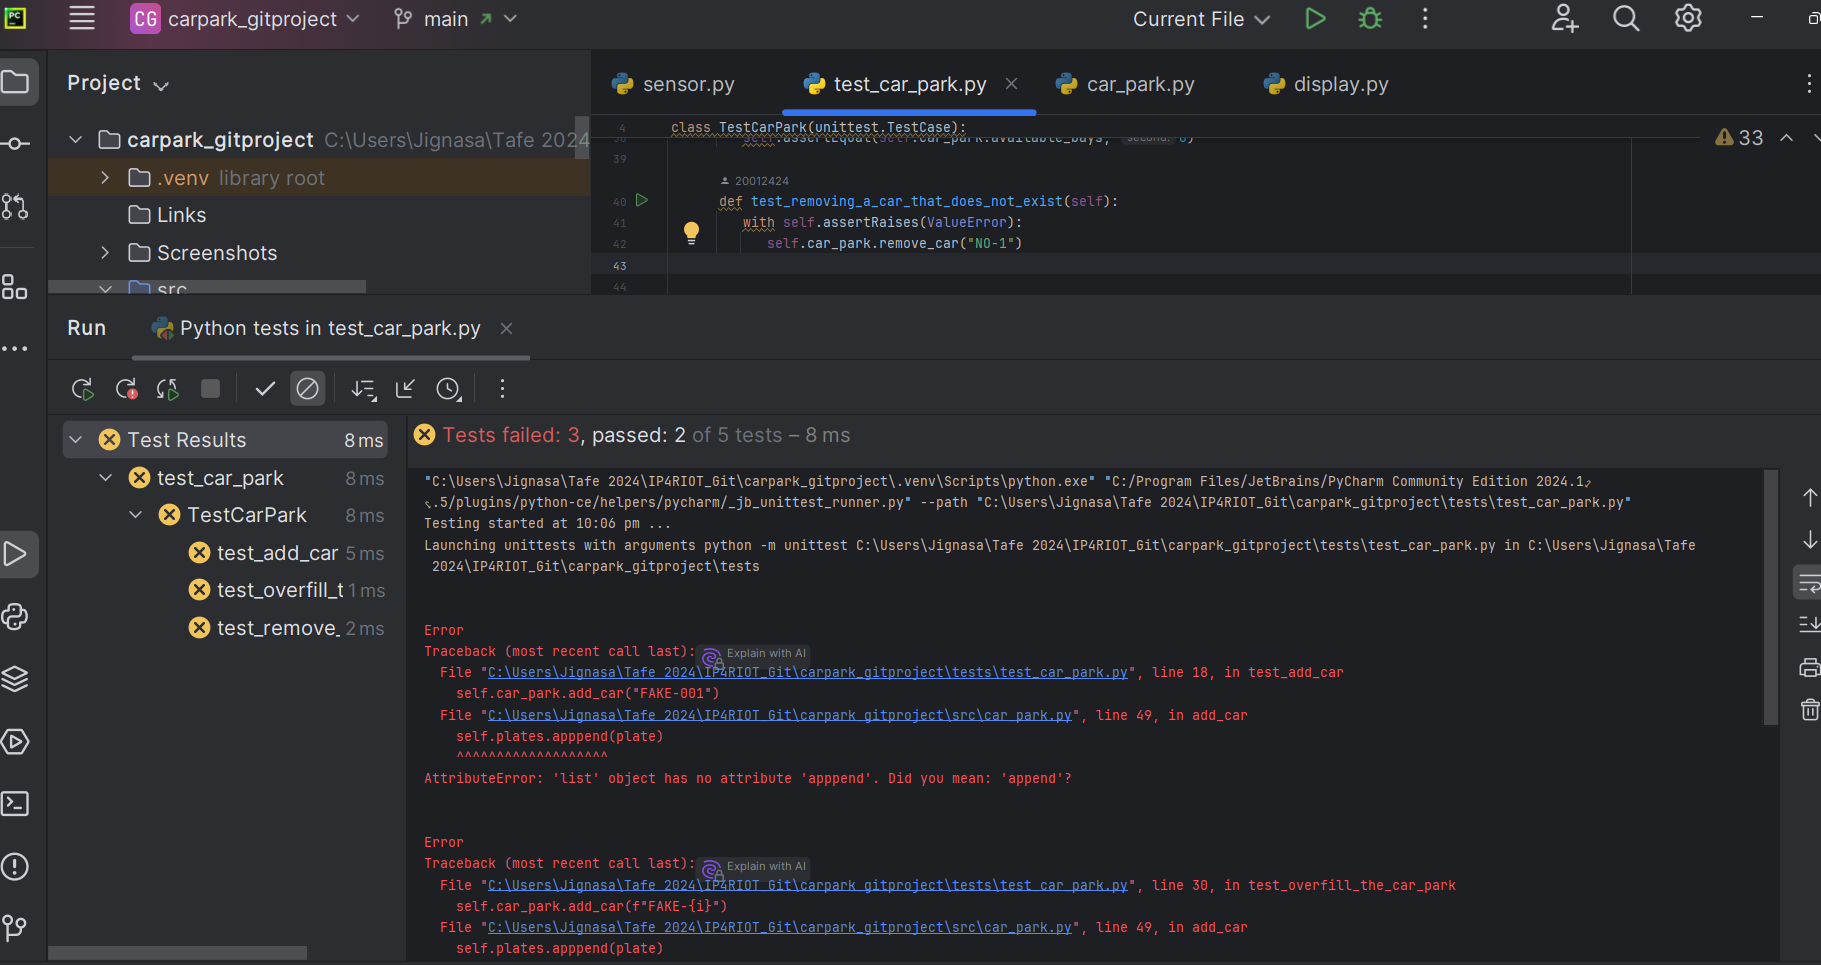 PC
CG carpark_gitproject main Current File
Project
sensor.py test_car_park.py car_park.py display.py
carpark_gitproject C:\Users\Jignasa\Tafe 2024
.venv library root
Links
Screenshots
src
4 class TestCarPark(unittest.TestCase):
33
38 self.assertEqual(self.car_park.available_bays, second: 0)
39
20012424
40 def test_removing_a_car_that_does_not_exist(self):
41 with self.assertRaises(ValueError):
42 self.car_park.remove_car("NO-1")
43
44
Run Python tests in test_car_park.py
Test Results 8 ms
test_car_park 8 ms
TestCarPark 8 ms
test_add_car 5 ms
test_overfill_t 1 ms
test_remove_ 2 ms
Tests failed: 3, passed: 2 of 5 tests – 8 ms
"C:\Users\Jignasa\Tafe 2024\IP4RIOT_Git\carpark_gitproject\.venv\Scripts\python.exe" "C:/Program Files/JetBrains/PyCharm Community Edition 2024.1
.5/plugins/python-ce/helpers/pycharm/_jb_unittest_runner.py" --path "C:\Users\Jignasa\Tafe 2024\IP4RIOT_Git\carpark_gitproject\tests\test_car_park.py"
Testing started at 10:06 pm ...
Launching unittests with arguments python -m unittest C:\Users\Jignasa\Tafe 2024\IP4RIOT_Git\carpark_gitproject\tests\test_car_park.py in C:\Users\Jignasa\Tafe
2024\IP4RIOT_Git\carpark_gitproject\tests
Error
Traceback (most recent call last): Explain with AI
File "C:\Users\Jignasa\Tafe 2024\IP4RIOT_Git\carpark_gitproject\tests\test_car_park.py", line 18, in test_add_car
self.car_park.add_car("FAKE-001")
File "C:\Users\Jignasa\Tafe 2024\IP4RIOT_Git\carpark_gitproject\src\car_park.py", line 49, in add_car
self.plates.apppend(plate)
^^^^^^^^^^^^^^^^^^^
AttributeError: 'list' object has no attribute 'apppend'. Did you mean: 'append'?
Error
Traceback (most recent call last): Explain with AI
File "C:\Users\Jignasa\Tafe 2024\IP4RIOT_Git\carpark_gitproject\tests\test_car_park.py", line 30, in test_overfill_the_car_park
self.car_park.add_car(f"FAKE-{i}")
File "C:\Users\Jignasa\Tafe 2024\IP4RIOT_Git\carpark_gitproject\src\car_park.py", line 49, in add_car
self.plates.apppend(plate)